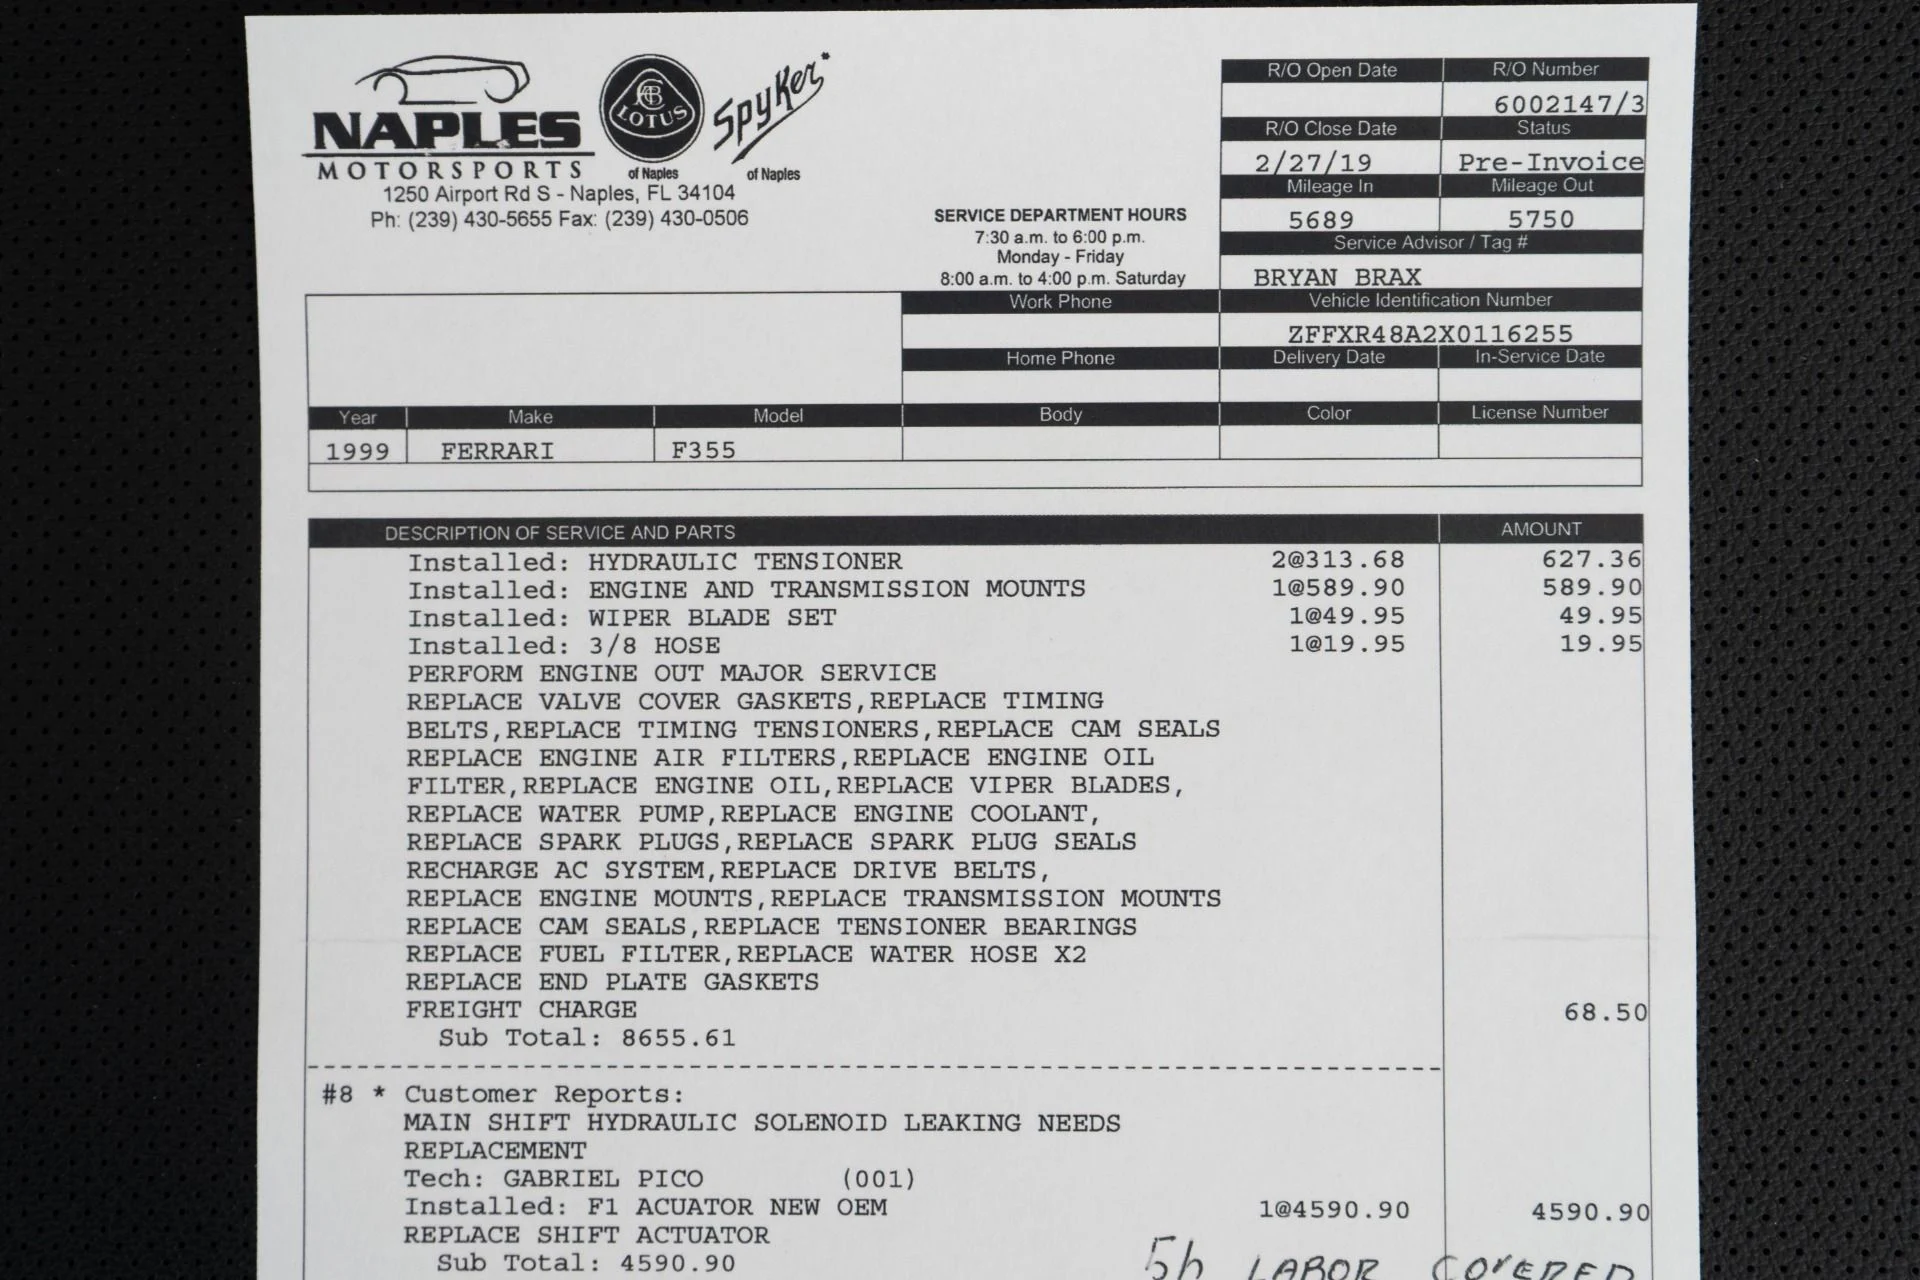 NAPLES
MOTORSPORTS
LOTUS
of Naples
Spyker
of Naples
1250 Airport Rd S - Naples, FL 34104
Ph: (239) 430-5655 Fax: (239) 430-0506
SERVICE DEPARTMENT HOURS
7:30 a.m. to 6:00 p.m.
Monday - Friday
8:00 a.m. to 4:00 p.m. Saturday
R/O Open Date R/O Number
6002147/3
R/O Close Date Status
2/27/19 Pre-Invoice
Mileage In Mileage Out
5689 5750
Service Advisor / Tag #
BRYAN BRAX
Work Phone Vehicle Identification Number
ZFFXR48A2X0116255
Home Phone Delivery Date In-Service Date
Year Make Model Body Color License Number
1999 FERRARI F355
DESCRIPTION OF SERVICE AND PARTS AMOUNT
Installed: HYDRAULIC TENSIONER 2@313.68 627.36
Installed: ENGINE AND TRANSMISSION MOUNTS 1@589.90 589.90
Installed: WIPER BLADE SET 1@49.95 49.95
Installed: 3/8 HOSE 1@19.95 19.95
PERFORM ENGINE OUT MAJOR SERVICE
REPLACE VALVE COVER GASKETS,REPLACE TIMING
BELTS,REPLACE TIMING TENSIONERS,REPLACE CAM SEALS
REPLACE ENGINE AIR FILTERS,REPLACE ENGINE OIL
FILTER,REPLACE ENGINE OIL,REPLACE VIPER BLADES,
REPLACE WATER PUMP,REPLACE ENGINE COOLANT,
REPLACE SPARK PLUGS,REPLACE SPARK PLUG SEALS
RECHARGE AC SYSTEM,REPLACE DRIVE BELTS,
REPLACE ENGINE MOUNTS,REPLACE TRANSMISSION MOUNTS
REPLACE CAM SEALS,REPLACE TENSIONER BEARINGS
REPLACE FUEL FILTER,REPLACE WATER HOSE X2
REPLACE END PLATE GASKETS
FREIGHT CHARGE 68.50
Sub Total: 8655.61
#8 * Customer Reports:
MAIN SHIFT HYDRAULIC SOLENOID LEAKING NEEDS
REPLACEMENT
Tech: GABRIEL PICO (001)
Installed: F1 ACUATOR NEW OEM 1@4590.90 4590.90
REPLACE SHIFT ACTUATOR
Sub Total: 4590.90
5h LABOR COVERED